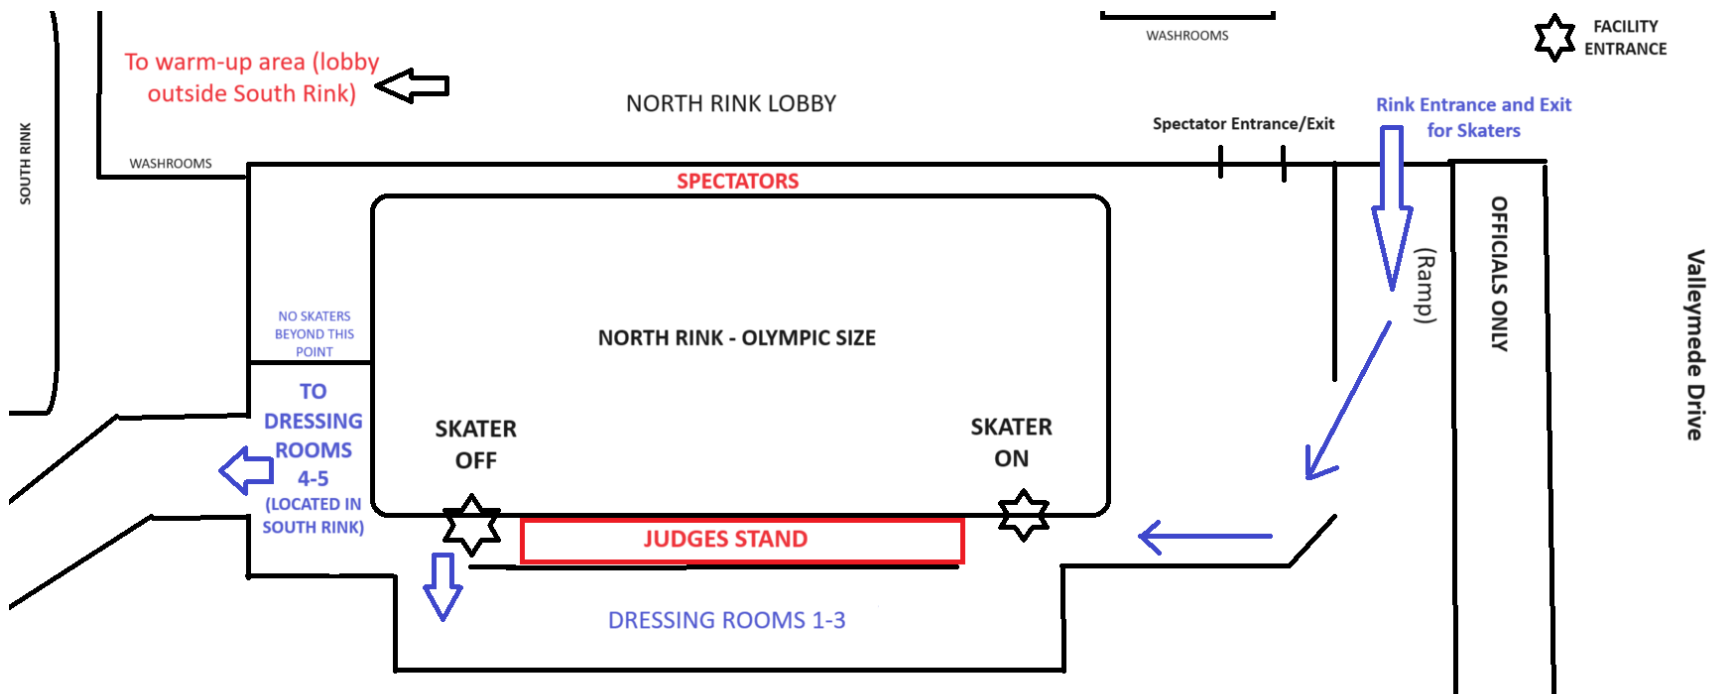 FACILITY
ENTRANCE
WASHROOMS
To warm-up area (lobby
outside South Rink)
NORTH RINK LOBBY
Rink Entrance and Exit
for Skaters
Spectator Entrance/Exit
SOUTH RINK
WASHROOMS
SPECTATORS
OFFICIALS ONLY
(Ramp)
Valleymede Drive
NO SKATERS
BEYOND THIS
POINT
NORTH RINK - OLYMPIC SIZE
TO
DRESSING
ROOMS
4-5
(LOCATED IN
SOUTH RINK)
SKATER
OFF
SKATER
ON
JUDGES STAND
DRESSING ROOMS 1-3